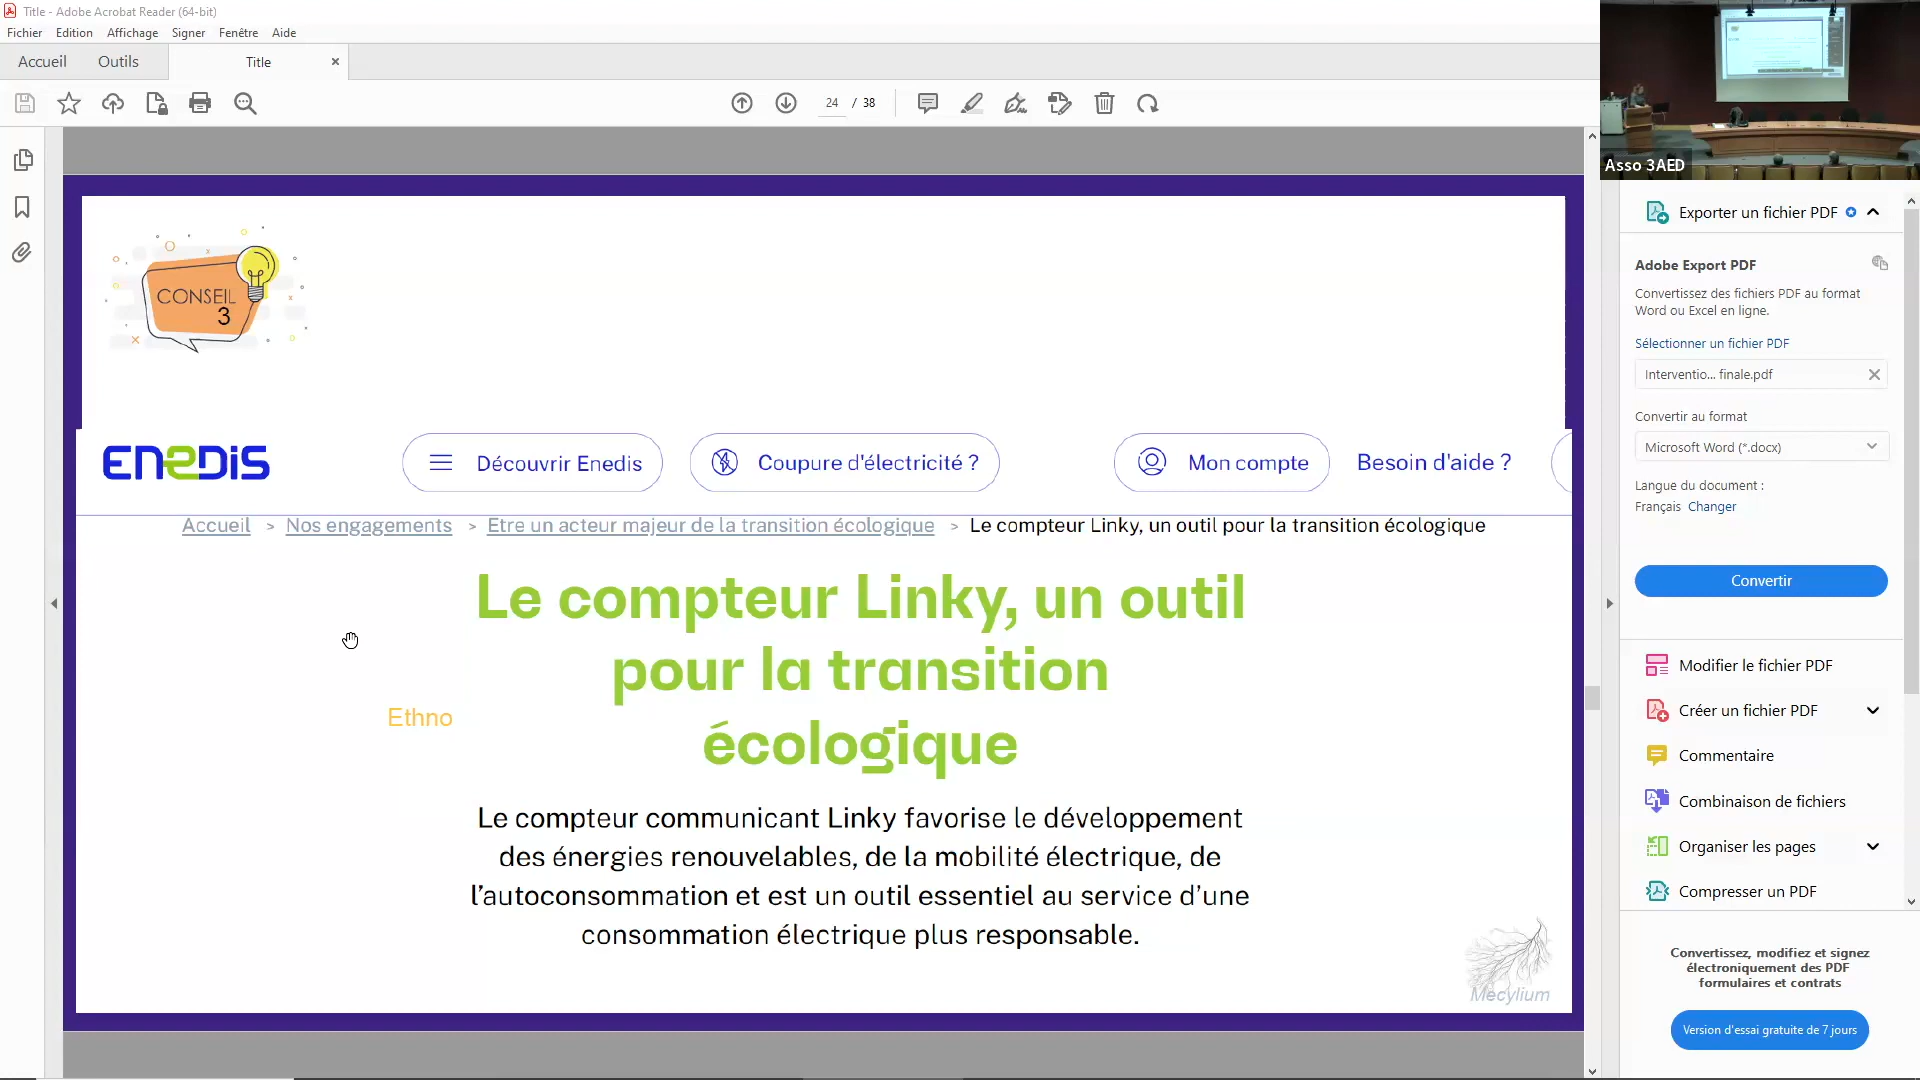 Title - Adobe Acrobat Reader (64-bit)
Fichier Edition Affichage Signer Fenêtre Aide
Accueil Outils Title
24 / 38
Asso 3AED
CONSEIL
3
ENEDIS
Découvrir Enedis
Coupure d'électricité ?
Mon compte
Besoin d'aide ?
Accueil > Nos engagements > Etre un acteur majeur de la transition écologique > Le compteur Linky, un outil pour la transition écologique
Le compteur Linky, un outil
pour la transition
écologique
Ethno
Le compteur communicant Linky favorise le développement
des énergies renouvelables, de la mobilité électrique, de
l'autoconsommation et est un outil essentiel au service d'une
consommation électrique plus responsable.
Mecylium
Exporter un fichier PDF
Adobe Export PDF
Convertissez des fichiers PDF au format
Word ou Excel en ligne.
Sélectionner un fichier PDF
Interventio... finale.pdf
Convertir au format
Microsoft Word (*.docx)
Langue du document :
Français Changer
Convertir
Modifier le fichier PDF
Créer un fichier PDF
Commentaire
Combinaison de fichiers
Organiser les pages
Compresser un PDF
Convertissez, modifiez et signez
électroniquement des PDF
formulaires et contrats
Version d'essai gratuite de 7 jours